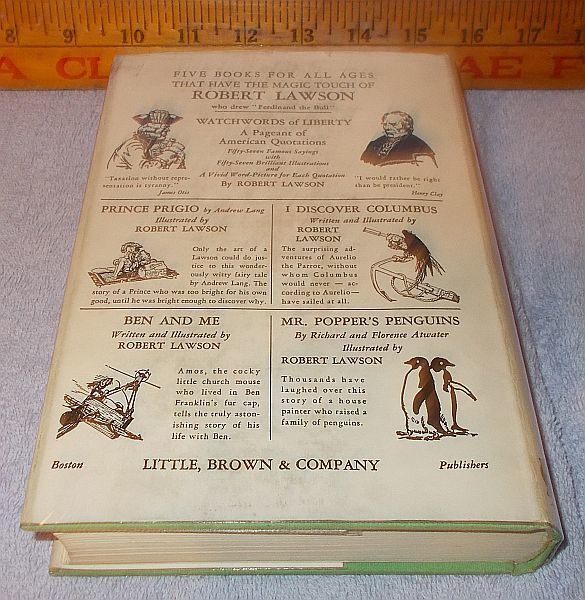 8 9 10 11 12 13 14 15 16 17 18 19 20
A CL AE F
FIVE BOOKS FOR ALL AGES
THAT HAVE THE MAGIC TOUCH OF
ROBERT LAWSON
who drew "Ferdinand the Bull"
WATCHWORDS of LIBERTY
A Pageant of
American Quotations
Fifty-Seven Famous Sayings
with
Fifty-Seven Brilliant Illustrations
and
A Vivid Word-Picture for Each Quotation
By ROBERT LAWSON
"Taxation without repre-
sentation is tyranny."
James Otis
"I would rather be right
than be president."
Henry Clay
PRINCE PRIGIO by Andrew Lang
Illustrated by
ROBERT LAWSON
Only the art of a
Lawson could do jus-
tice to this wonder-
ously witty fairy tale
by Andrew Lang. The
story of a Prince who was too bright for his own
good, until he was bright enough to discover why.
I DISCOVER COLUMBUS
Written and Illustrated by
ROBERT
LAWSON
The surprising ad-
ventures of Aurelio
the Parrot, without
whom Columbus
would never — ac-
cording to Aurelio—
have sailed at all.
BEN AND ME
Written and Illustrated by
ROBERT LAWSON
Amos, the cocky
little church mouse
who lived in Ben
Franklin's fur cap,
tells the truly aston-
ishing story of his
life with Ben.
MR. POPPER'S PENGUINS
By Richard and Florence Atwater
Illustrated by
ROBERT LAWSON
Thousands have
laughed over this
story of a house
painter who raised a
family of penguins.
Boston LITTLE, BROWN & COMPANY Publishers